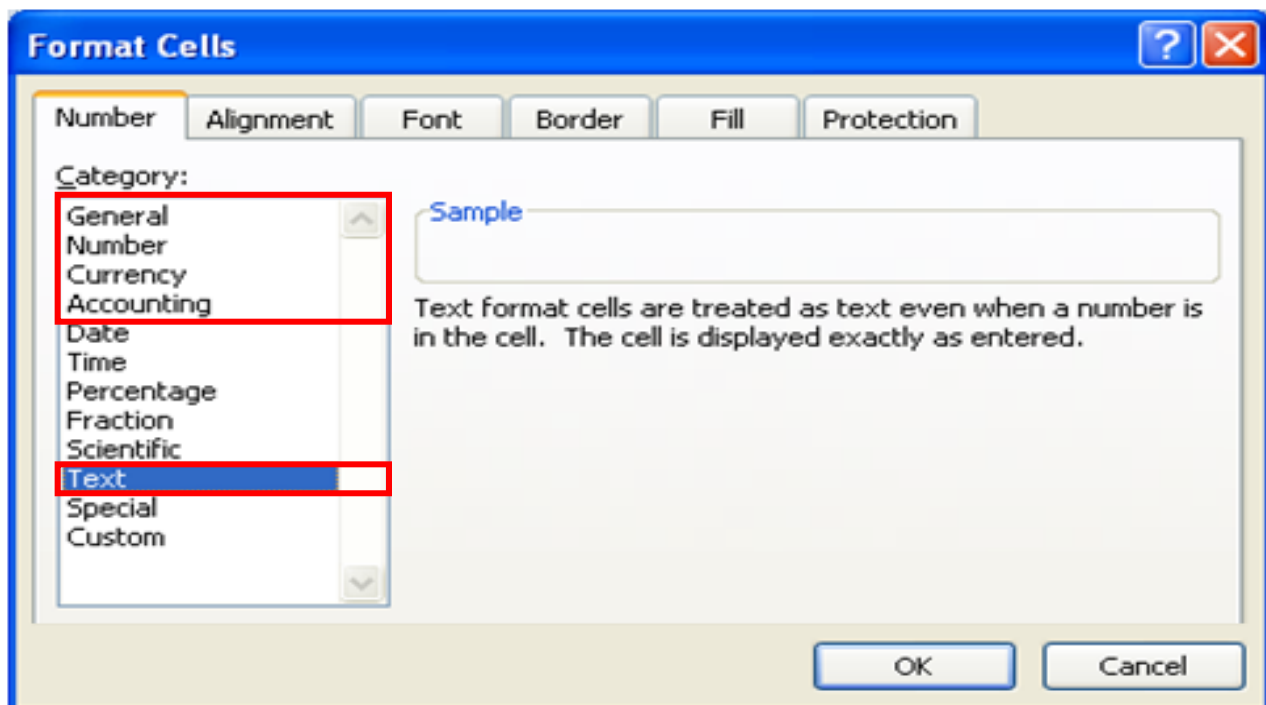 Format Cells
?
Number Alignment Font Border Fill Protection
Category:
General
Number
Currency
Accounting
Date
Time
Percentage
Fraction
Scientific
Text
Special
Custom
Sample
Text format cells are treated as text even when a number is
in the cell. The cell is displayed exactly as entered.
OK Cancel